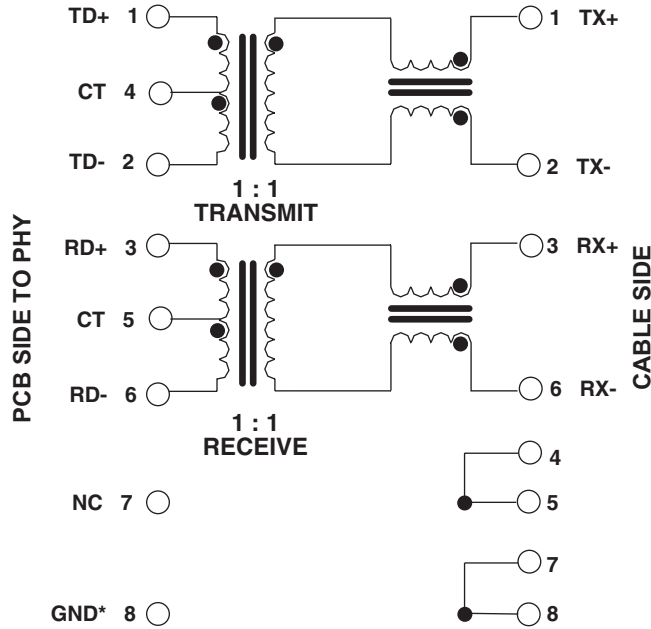 TD+ 1
1 TX+
CT 4
TD- 2
2 TX-
1 : 1
TRANSMIT
RD+ 3
3 RX+
CT 5
RD- 6
6 RX-
1 : 1
RECEIVE
PCB SIDE TO PHY
CABLE SIDE
4
NC 7
5
7
GND* 8
8